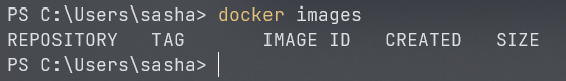 PS C:\Users\sasha> docker images
REPOSITORY   TAG       IMAGE ID   CREATED   SIZE
PS C:\Users\sasha>